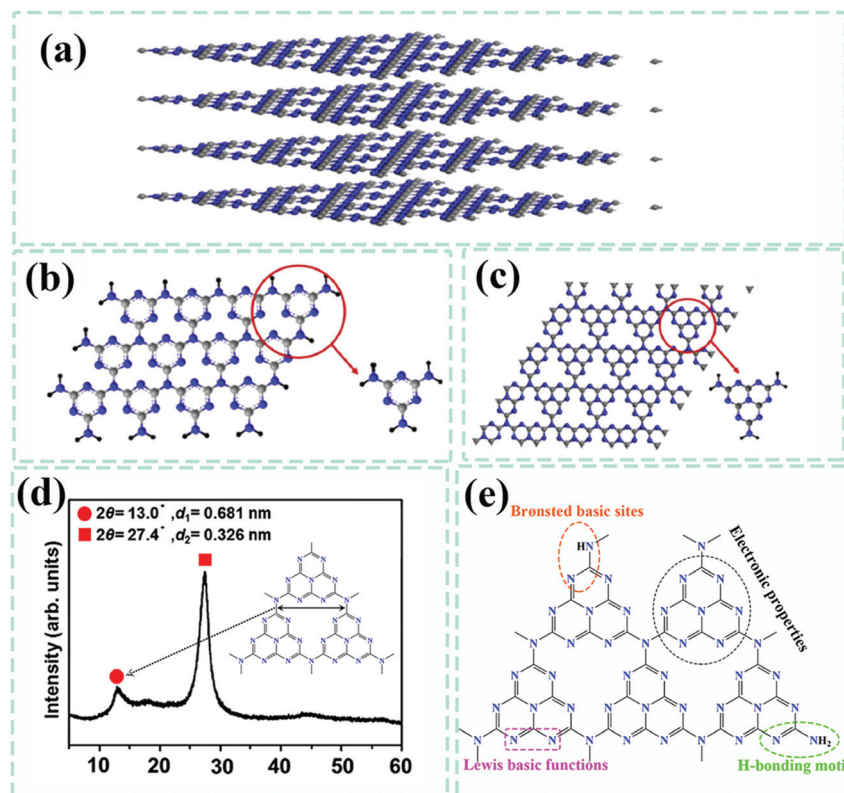 (a)
(b)
(c)
(d)
2θ= 13.0˚ ,d₁= 0.681 nm
2θ= 27.4˚ ,d₂= 0.326 nm
Intensity (arb. units)
N N N
N N N
N N N
N N N N N N
N N N N N N
N N N N
10 20 30 40 50 60
(e)
Brønsted basic sites
Electronic properties
HN
N
N N N N
N N N N
N N N N N N
N N N
N N N N N N
N N N N N N
N N N N N N N N NH₂
Lewis basic functions
H-bonding moti